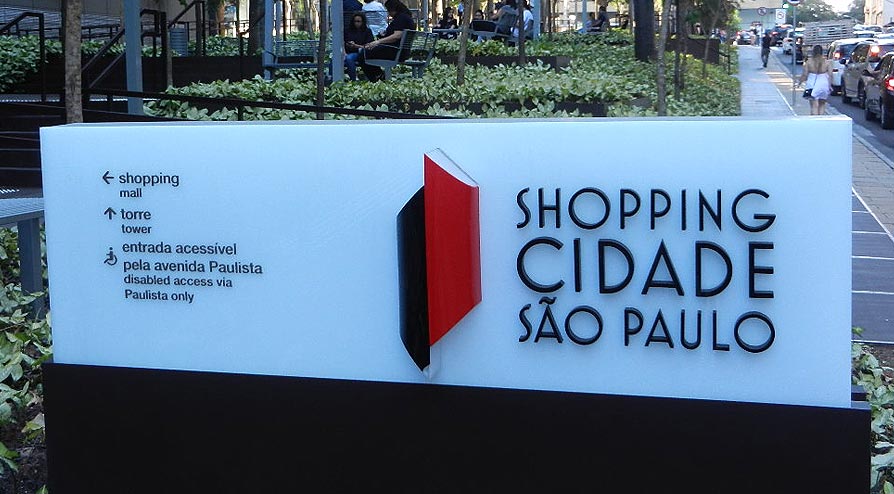 ← shopping
mall
↑ torre
tower
entrada acessível
pela avenida Paulista
disabled access via
Paulista only
SHOPPING
CIDADE
SÃO PAULO